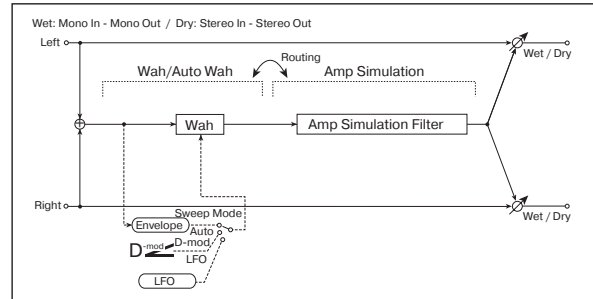 Wet: Mono In - Mono Out / Dry: Stereo In - Stereo Out
Left
Wet / Dry
Routing
Wah/Auto Wah
Amp Simulation
Wah
Amp Simulation Filter
Right
Wet / Dry
Sweep Mode
Envelope
Auto
D-mod
D-mod
LFO
LFO